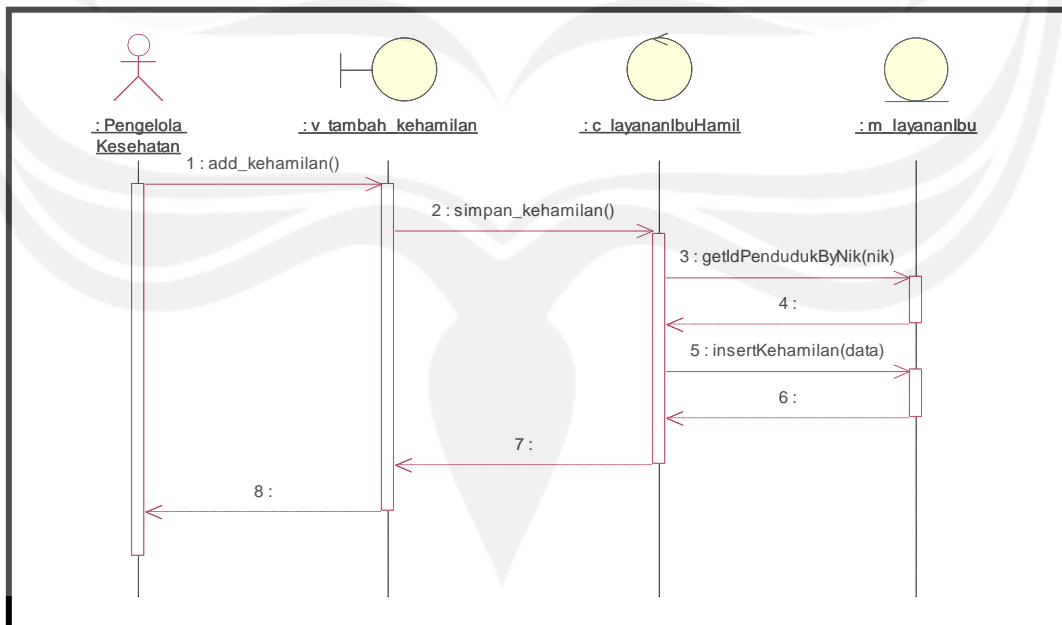 : Pengelola
Kesehatan
: v_tambah_kehamilan
: c_layananIbuHamil
: m_layananIbu
1 : add_kehamilan()
2 : simpan_kehamilan()
3 : getIdPendudukByNik(nik)
4 :
5 : insertKehamilan(data)
6 :
7 :
8 :